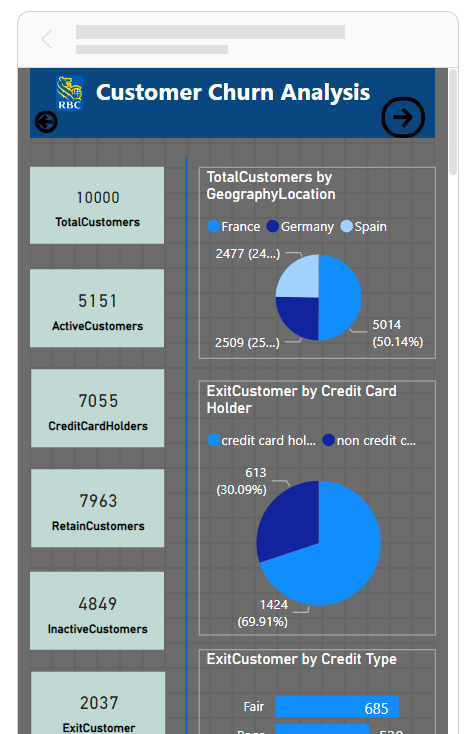 RBC
Customer Churn Analysis
10000
TotalCustomers
5151
ActiveCustomers
7055
CreditCardHolders
7963
RetainCustomers
4849
InactiveCustomers
2037
ExitCustomer
TotalCustomers by
GeographyLocation
France Germany Spain
2477 (24...)
5014
(50.14%)
2509 (25...)
ExitCustomer by Credit Card
Holder
credit card hol... non credit c...
613
(30.09%)
1424
(69.91%)
ExitCustomer by Credit Type
Fair 685